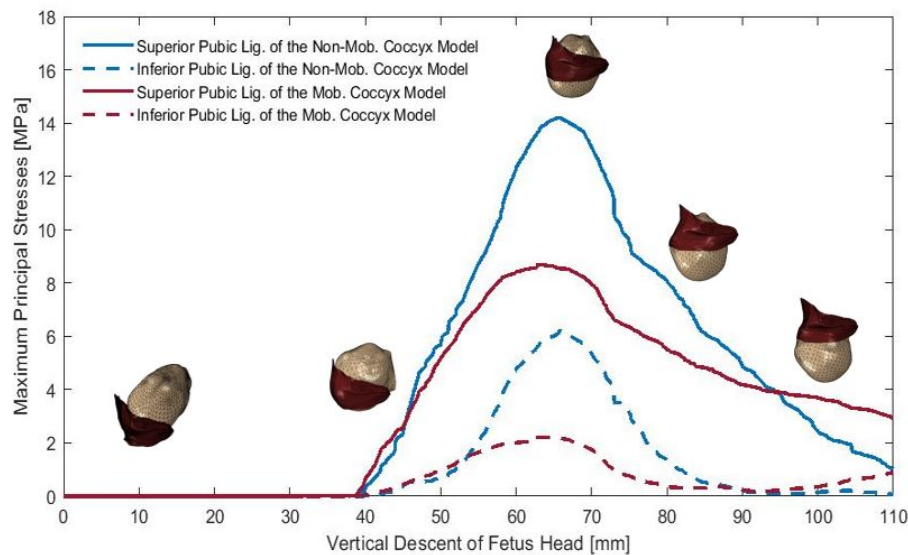 18
16
14
12
10
8
6
4
2
0
Maximum Principal Stresses [MPa]
Superior Pubic Lig. of the Non-Mob. Coccyx Model
Inferior Pubic Lig. of the Non-Mob. Coccyx Model
Superior Pubic Lig. of the Mob. Coccyx Model
Inferior Pubic Lig. of the Mob. Coccyx Model
0 10 20 30 40 50 60 70 80 90 100 110
Vertical Descent of Fetus Head [mm]